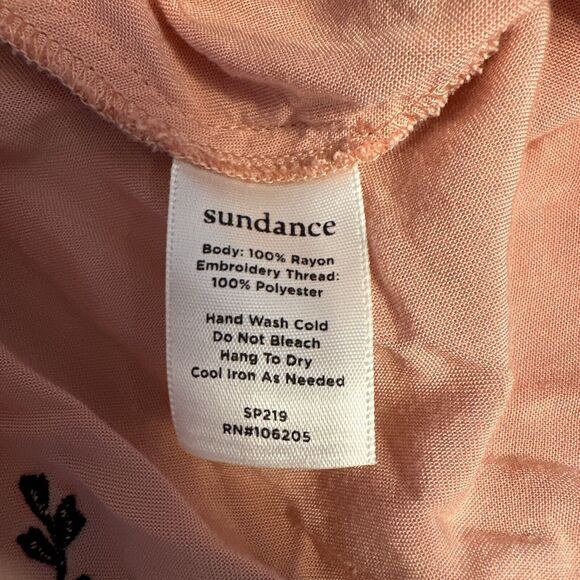 sundance
Body: 100% Rayon
Embroidery Thread:
100% Polyester
Hand Wash Cold
Do Not Bleach
Hang To Dry
Cool Iron As Needed
SP219
RN#106205